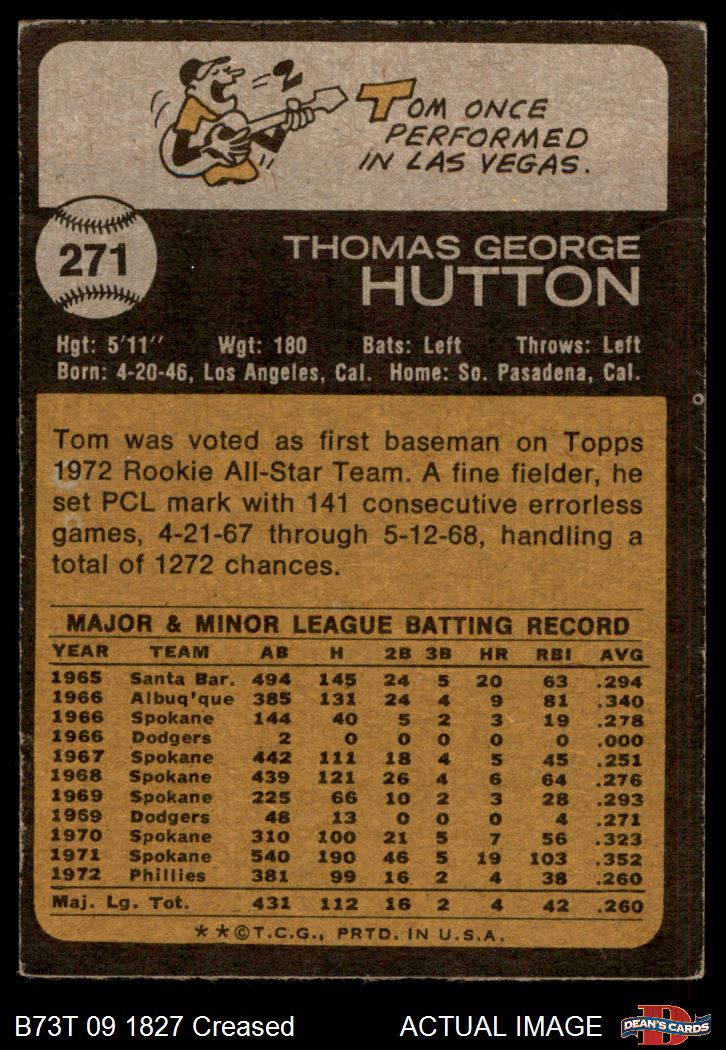 TOM ONCE
PERFORMED
IN LAS VEGAS.
271
THOMAS GEORGE
HUTTON
Hgt: 5'11" Wgt: 180 Bats: Left Throws: Left
Born: 4-20-46, Los Angeles, Cal. Home: So. Pasadena, Cal.
Tom was voted as first baseman on Topps
1972 Rookie All-Star Team. A fine fielder, he
set PCL mark with 141 consecutive errorless
games, 4-21-67 through 5-12-68, handling a
total of 1272 chances.
MAJOR & MINOR LEAGUE BATTING RECORD
YEAR TEAM AB H 2B 3B HR RBI AVG
1965 Santa Bar. 494 145 24 5 20 63 .294
1966 Albuq'que 385 131 24 4 9 81 .340
1966 Spokane 144 40 5 2 3 19 .278
1966 Dodgers 2 0 0 0 0 0 .000
1967 Spokane 442 111 18 4 5 45 .251
1968 Spokane 439 121 26 4 6 64 .276
1969 Spokane 225 66 10 2 3 28 .293
1969 Dodgers 48 13 0 0 0 4 .271
1970 Spokane 310 100 21 5 7 56 .323
1971 Spokane 540 190 46 5 19 103 .352
1972 Phillies 381 99 16 2 4 38 .260
Maj. Lg. Tot. 431 112 16 2 4 42 .260
**©T.C.G., PRTD. IN U.S.A.
B73T 09 1827 Creased ACTUAL IMAGE
D
DEAN'S CARDS